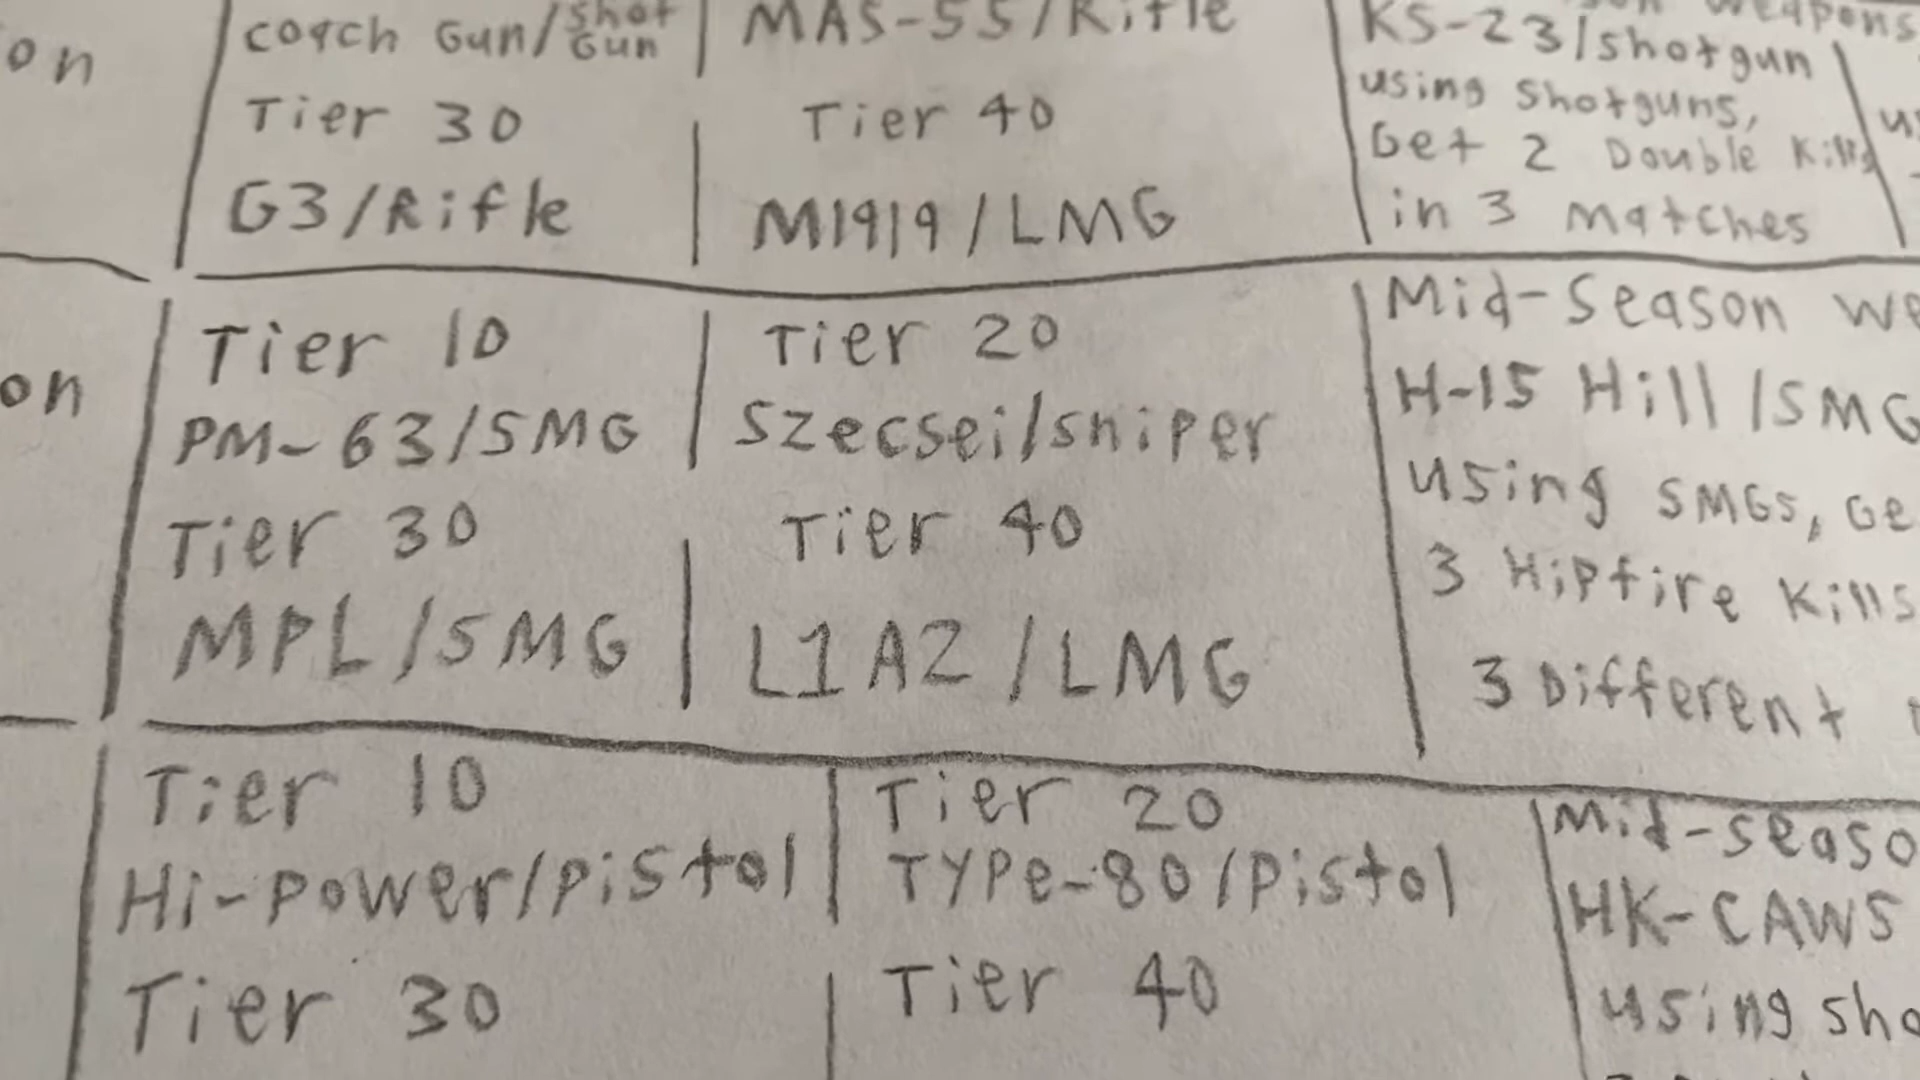 on
coach Gun/Shot Gun
MAS-55/Rifle
Weapons
KS-23/shotgun
Tier 30
Tier 40
using shotguns,
Get 2 Double Kills
G3/Rifle
M1919/LMG
in 3 Matches
on
Tier 10
Tier 20
Mid-Season We
PM-63/SMG
Szecsei/sniper
H-15 Hill/SMG
Tier 30
Tier 40
using SMGs, Ge
3 Hipfire Kills
MPL/SMG
L1A2/LMG
3 Different
Tier 10
Tier 20
Mid-seaso
Hi-Power/Pistol
TYPe-80/Pistol
HK-CAWS
Tier 30
Tier 40
using sho